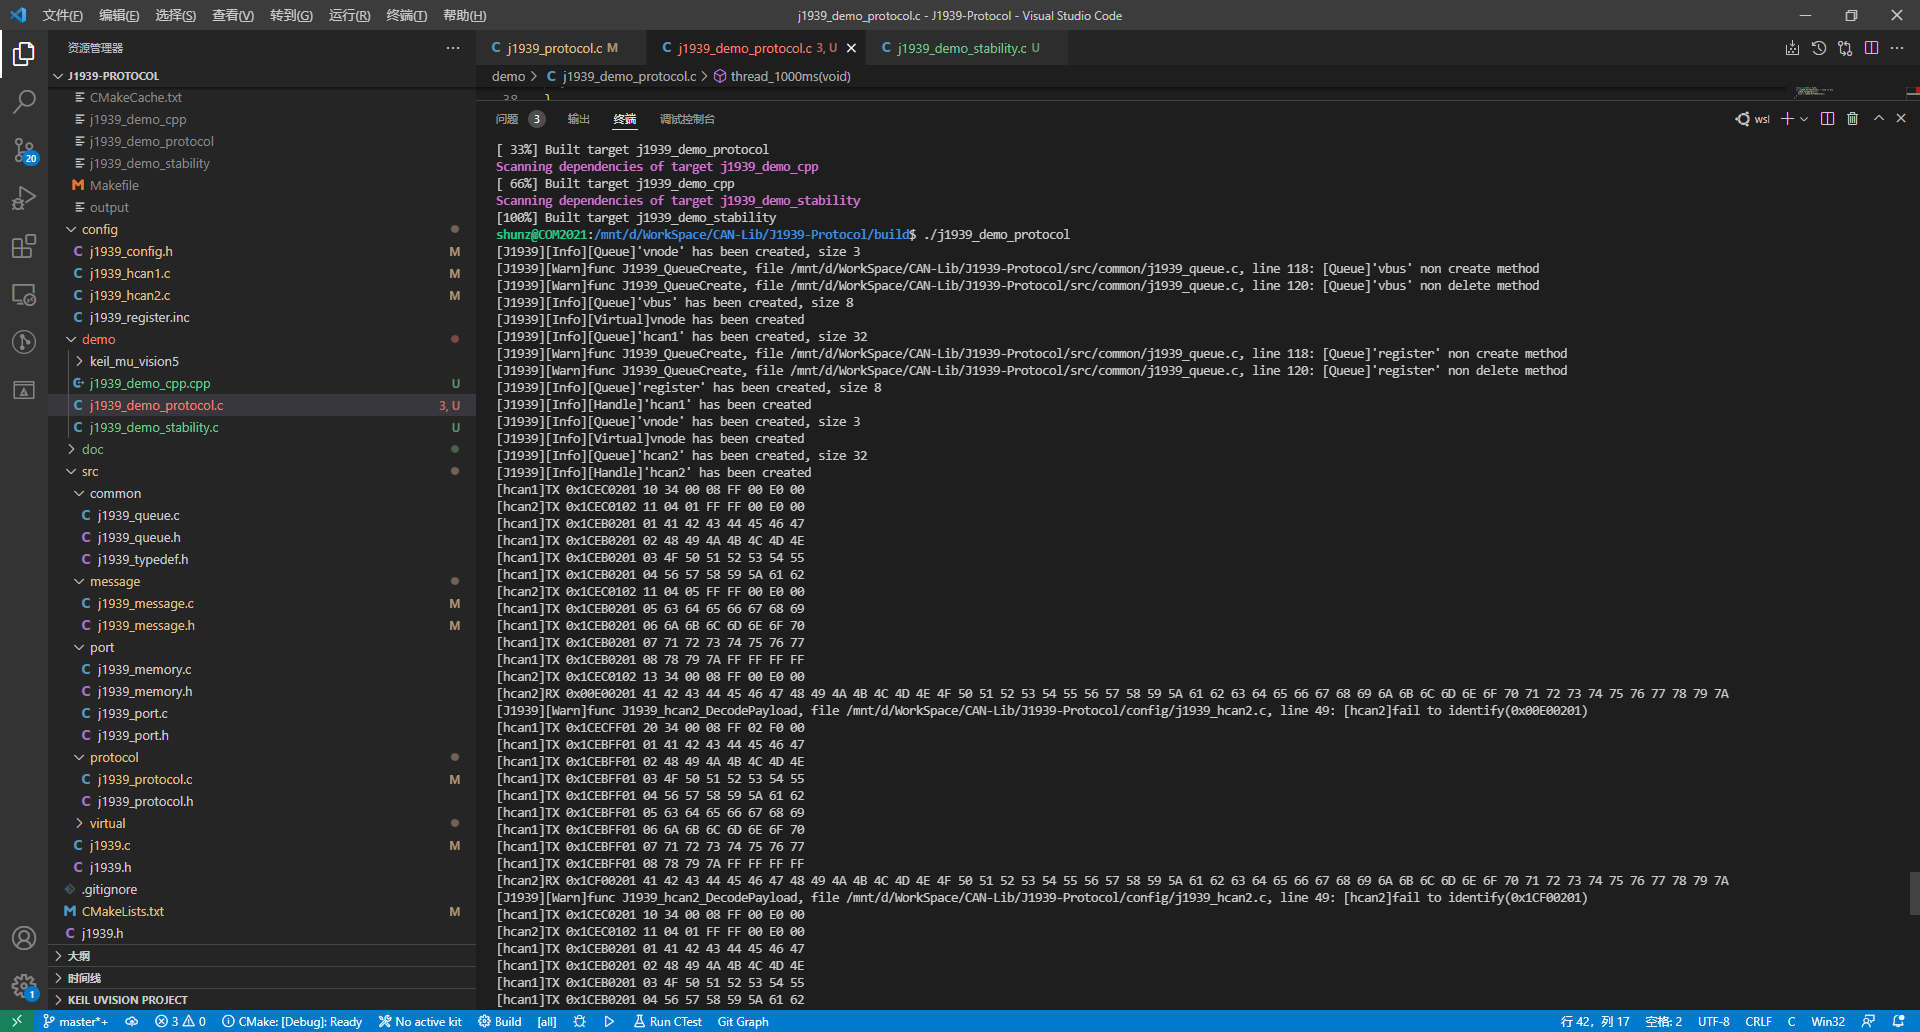 文件(F) 编辑(E) 选择(S) 查看(V) 转到(G) 运行(R) 终端(T) 帮助(H)
j1939_demo_protocol.c - J1939-Protocol - Visual Studio Code
资源管理器
J1939-PROTOCOL
CMakeCache.txt
j1939_demo_cpp
j1939_demo_protocol
j1939_demo_stability
M Makefile
output
config
C j1939_config.h M
C j1939_hcan1.c M
C j1939_hcan2.c M
C j1939_register.inc
demo
keil_mu_vision5
j1939_demo_cpp.cpp U
C j1939_demo_protocol.c 3, U
C j1939_demo_stability.c U
doc
src
common
C j1939_queue.c
C j1939_queue.h
C j1939_typedef.h
message
C j1939_message.c M
C j1939_message.h M
port
C j1939_memory.c
C j1939_memory.h
C j1939_port.c
C j1939_port.h
protocol
C j1939_protocol.c M
C j1939_protocol.h
virtual
C j1939.c M
C j1939.h
.gitignore
M CMakeLists.txt M
C j1939.h
大纲
时间线
KEIL UVISION PROJECT
20
1
C j1939_protocol.c M C j1939_demo_protocol.c 3, U C j1939_demo_stability.c U
demo > C j1939_demo_protocol.c > thread_1000ms(void)
38 }
问题 3 输出 终端 调试控制台
wsl
[ 33%] Built target j1939_demo_protocol
Scanning dependencies of target j1939_demo_cpp
[ 66%] Built target j1939_demo_cpp
Scanning dependencies of target j1939_demo_stability
[100%] Built target j1939_demo_stability
shunz@COM2021:/mnt/d/WorkSpace/CAN-Lib/J1939-Protocol/build$ ./j1939_demo_protocol
[J1939][Info][Queue]'vnode' has been created, size 3
[J1939][Warn]func J1939_QueueCreate, file /mnt/d/WorkSpace/CAN-Lib/J1939-Protocol/src/common/j1939_queue.c, line 118: [Queue]'vbus' non create method
[J1939][Warn]func J1939_QueueCreate, file /mnt/d/WorkSpace/CAN-Lib/J1939-Protocol/src/common/j1939_queue.c, line 120: [Queue]'vbus' non delete method
[J1939][Info][Queue]'vbus' has been created, size 8
[J1939][Info][Virtual]vnode has been created
[J1939][Info][Queue]'hcan1' has been created, size 32
[J1939][Warn]func J1939_QueueCreate, file /mnt/d/WorkSpace/CAN-Lib/J1939-Protocol/src/common/j1939_queue.c, line 118: [Queue]'register' non create method
[J1939][Warn]func J1939_QueueCreate, file /mnt/d/WorkSpace/CAN-Lib/J1939-Protocol/src/common/j1939_queue.c, line 120: [Queue]'register' non delete method
[J1939][Info][Queue]'register' has been created, size 8
[J1939][Info][Handle]'hcan1' has been created
[J1939][Info][Queue]'vnode' has been created, size 3
[J1939][Info][Virtual]vnode has been created
[J1939][Info][Queue]'hcan2' has been created, size 32
[J1939][Info][Handle]'hcan2' has been created
[hcan1]TX 0x1CEC0201 10 34 00 08 FF 00 E0 00
[hcan2]TX 0x1CEC0102 11 04 01 FF FF 00 E0 00
[hcan1]TX 0x1CEB0201 01 41 42 43 44 45 46 47
[hcan1]TX 0x1CEB0201 02 48 49 4A 4B 4C 4D 4E
[hcan1]TX 0x1CEB0201 03 4F 50 51 52 53 54 55
[hcan1]TX 0x1CEB0201 04 56 57 58 59 5A 61 62
[hcan2]TX 0x1CEC0102 11 04 05 FF FF 00 E0 00
[hcan1]TX 0x1CEB0201 05 63 64 65 66 67 68 69
[hcan1]TX 0x1CEB0201 06 6A 6B 6C 6D 6E 6F 70
[hcan1]TX 0x1CEB0201 07 71 72 73 74 75 76 77
[hcan1]TX 0x1CEB0201 08 78 79 7A FF FF FF FF
[hcan2]TX 0x1CEC0102 13 34 00 08 FF 00 E0 00
[hcan2]RX 0x00E00201 41 42 43 44 45 46 47 48 49 4A 4B 4C 4D 4E 4F 50 51 52 53 54 55 56 57 58 59 5A 61 62 63 64 65 66 67 68 69 6A 6B 6C 6D 6E 6F 70 71 72 73 74 75 76 77 78 79 7A
[J1939][Warn]func J1939_hcan2_DecodePayload, file /mnt/d/WorkSpace/CAN-Lib/J1939-Protocol/config/j1939_hcan2.c, line 49: [hcan2]fail to identify(0x00E00201)
[hcan1]TX 0x1CECFF01 20 34 00 08 FF 02 F0 00
[hcan1]TX 0x1CEBFF01 01 41 42 43 44 45 46 47
[hcan1]TX 0x1CEBFF01 02 48 49 4A 4B 4C 4D 4E
[hcan1]TX 0x1CEBFF01 03 4F 50 51 52 53 54 55
[hcan1]TX 0x1CEBFF01 04 56 57 58 59 5A 61 62
[hcan1]TX 0x1CEBFF01 05 63 64 65 66 67 68 69
[hcan1]TX 0x1CEBFF01 06 6A 6B 6C 6D 6E 6F 70
[hcan1]TX 0x1CEBFF01 07 71 72 73 74 75 76 77
[hcan1]TX 0x1CEBFF01 08 78 79 7A FF FF FF FF
[hcan2]RX 0x1CF00201 41 42 43 44 45 46 47 48 49 4A 4B 4C 4D 4E 4F 50 51 52 53 54 55 56 57 58 59 5A 61 62 63 64 65 66 67 68 69 6A 6B 6C 6D 6E 6F 70 71 72 73 74 75 76 77 78 79 7A
[J1939][Warn]func J1939_hcan2_DecodePayload, file /mnt/d/WorkSpace/CAN-Lib/J1939-Protocol/config/j1939_hcan2.c, line 49: [hcan2]fail to identify(0x1CF00201)
[hcan1]TX 0x1CEC0201 10 34 00 08 FF 00 E0 00
[hcan2]TX 0x1CEC0102 11 04 01 FF FF 00 E0 00
[hcan1]TX 0x1CEB0201 01 41 42 43 44 45 46 47
[hcan1]TX 0x1CEB0201 02 48 49 4A 4B 4C 4D 4E
[hcan1]TX 0x1CEB0201 03 4F 50 51 52 53 54 55
[hcan1]TX 0x1CEB0201 04 56 57 58 59 5A 61 62
master*+ 3 0 CMake: [Debug]: Ready No active kit Build [all] Run CTest Git Graph 行 42，列 17 空格: 2 UTF-8 CRLF C Win32